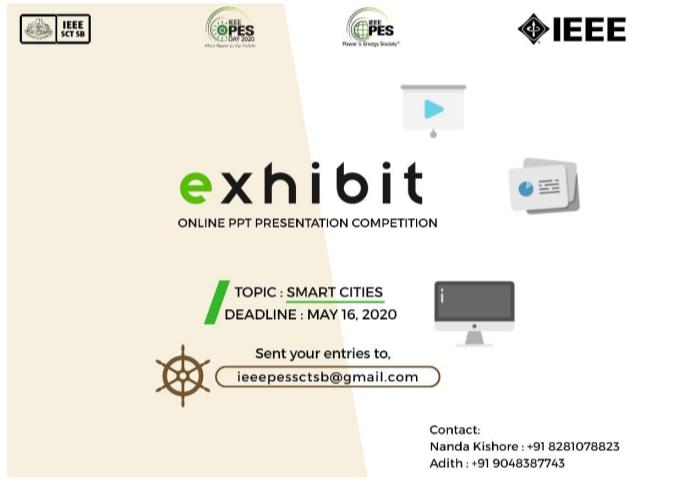 IEEE
SCT SB
IEEE
PES
DAY 2020
More Power to the Future
IEEE
PES
Power & Energy Society®
IEEE
exhibit
ONLINE PPT PRESENTATION COMPETITION
TOPIC : SMART CITIES
DEADLINE : MAY 16, 2020
Sent your entries to,
ieeepessctsb@gmail.com
Contact:
Nanda Kishore : +91 8281078823
Adith : +91 9048387743